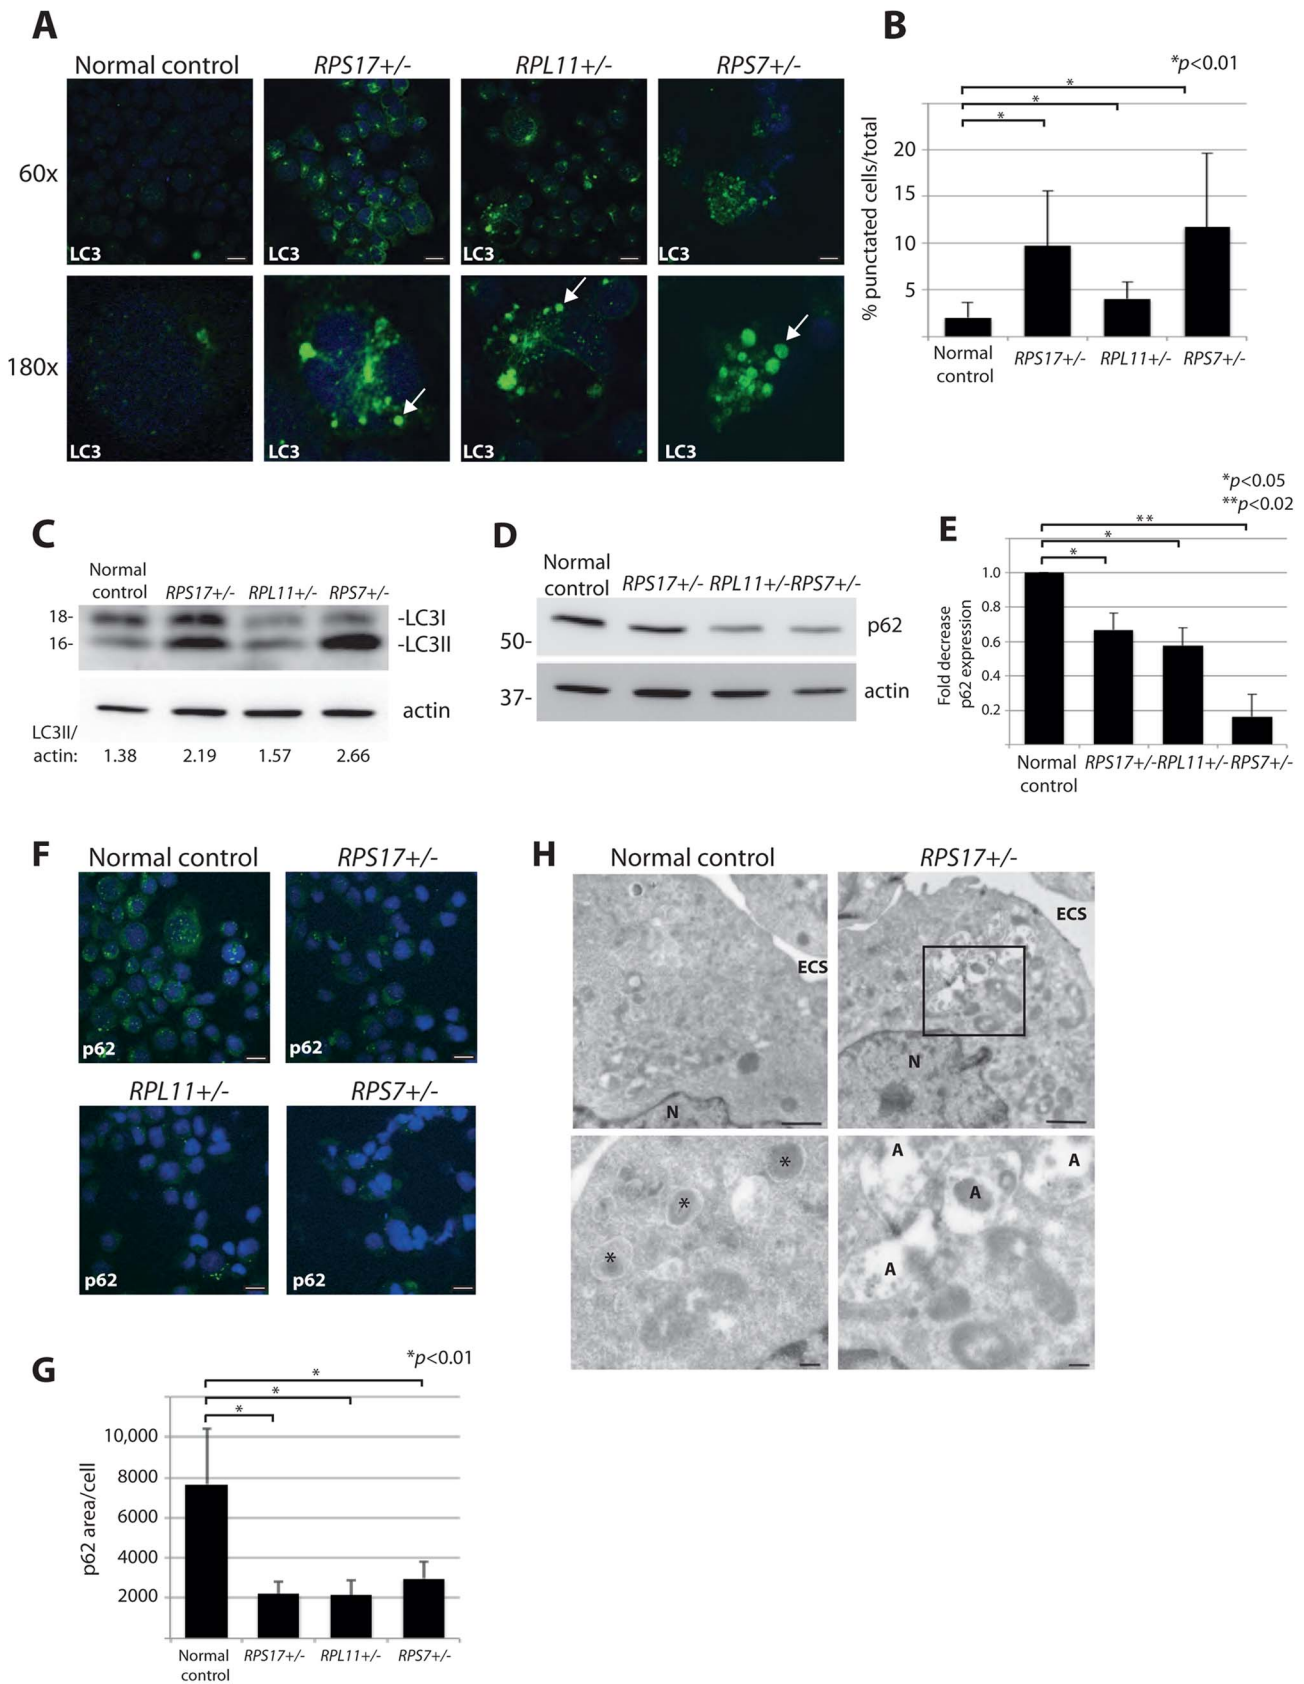 A
Normal control RPS17+/- RPL11+/- RPS7+/-
60x
LC3 LC3 LC3 LC3
180x
LC3 LC3 LC3 LC3
B
*p<0.01
*
*
*
% punctated cells/total
20
15
10
5
Normal control RPS17+/- RPL11+/- RPS7+/-
C
Normal control RPS17+/- RPL11+/- RPS7+/-
18- -LC3I
16- -LC3II
actin
LC3II/
actin: 1.38 2.19 1.57 2.66
D
Normal control RPS17+/- RPL11+/- RPS7+/-
p62
50-
37- actin
E
*p<0.05
**p<0.02
**
*
*
Fold decrease
p62 expression
1.0
0.8
0.6
0.4
0.2
Normal control RPS17+/- RPL11+/- RPS7+/-
F
Normal control RPS17+/-
p62 p62
RPL11+/- RPS7+/-
p62 p62
G
*p<0.01
*
*
*
p62 area/cell
10,000
8000
6000
4000
2000
Normal control RPS17+/- RPL11+/- RPS7+/-
H
Normal control RPS17+/-
ECS
N
ECS
N
*
*
*
A
A
A
A